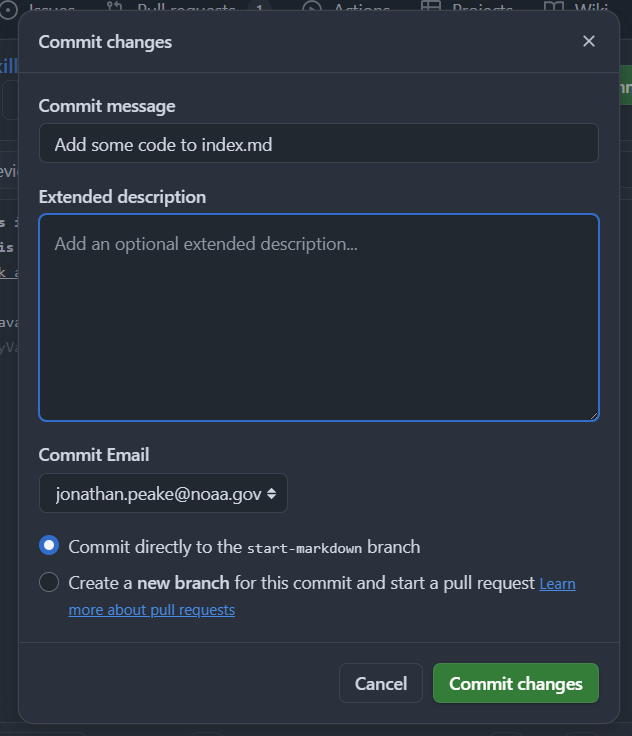 Issues Pull requests 1 Actions Projects Wiki
Commit changes
Commit message
Add some code to index.md
Extended description
Add an optional extended description...
Commit Email
jonathan.peake@noaa.gov
Commit directly to the start-markdown branch
Create a new branch for this commit and start a pull request Learn
more about pull requests
Cancel Commit changes